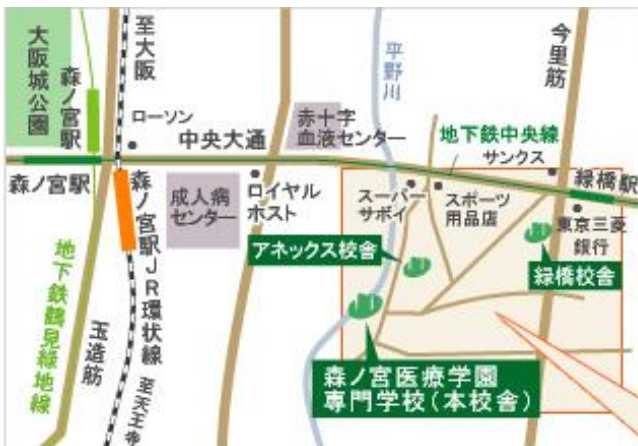 大阪城公園
森ノ宮駅
至大阪
ローソン
中央大通
赤十字
血液センター
平野川
今里筋
地下鉄中央線
サンクス
緑橋駅
森ノ宮駅
森ノ宮駅JR環状線
成人病
センター
ロイヤル
ホスト
スーパー
サボイ
スポーツ
用品店
東京三菱
銀行
アネックス校舎
緑橋校舎
地下鉄鶴見緑地線
玉造筋
至天王寺
森ノ宮医療学園
専門学校(本校舎)